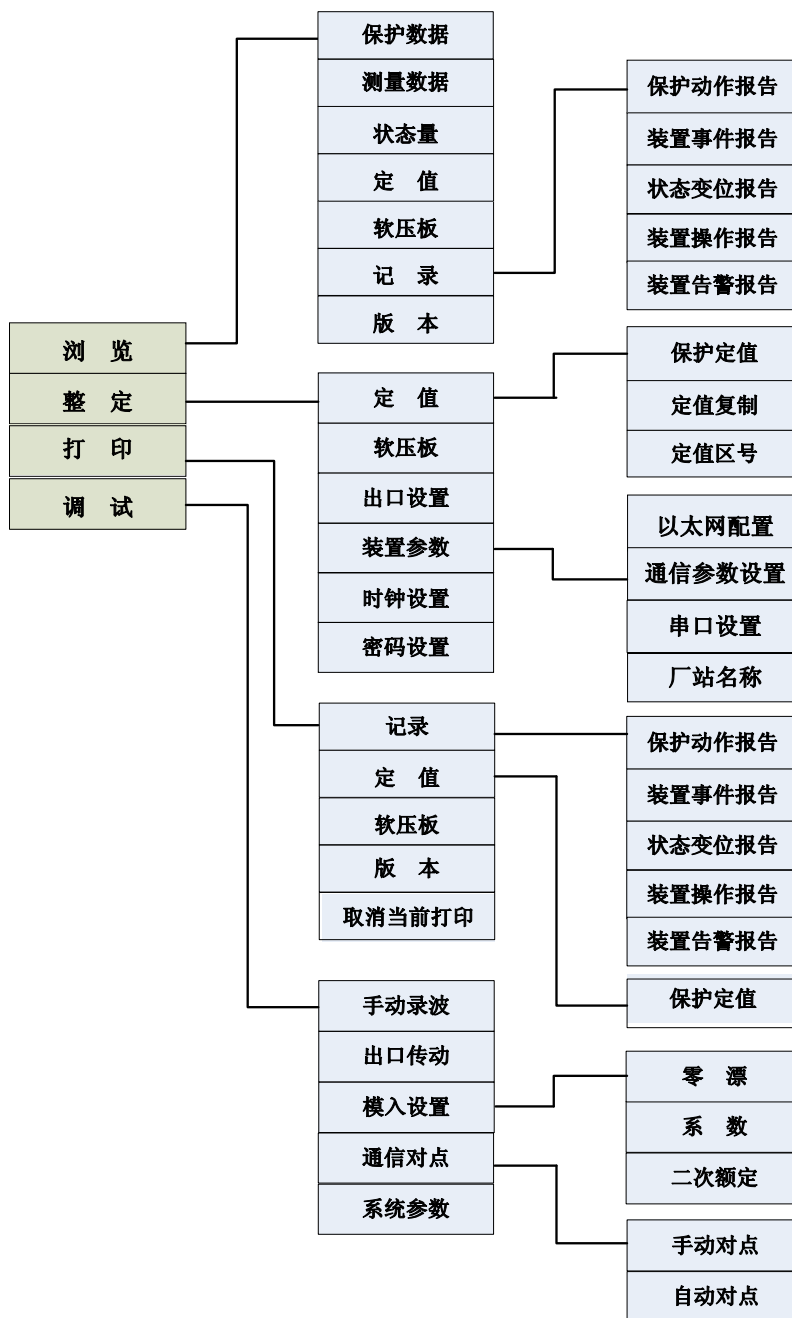 浏 览
整 定
打 印
调 试
保护数据
测量数据
状态量
定 值
软压板
记 录
版 本
保护动作报告
装置事件报告
状态变位报告
装置操作报告
装置告警报告
定 值
软压板
出口设置
装置参数
时钟设置
密码设置
保护定值
定值复制
定值区号
以太网配置
通信参数设置
串口设置
厂站名称
记录
定 值
软压板
版 本
取消当前打印
保护动作报告
装置事件报告
状态变位报告
装置操作报告
装置告警报告
保护定值
手动录波
出口传动
模入设置
通信对点
系统参数
零 漂
系 数
二次额定
手动对点
自动对点